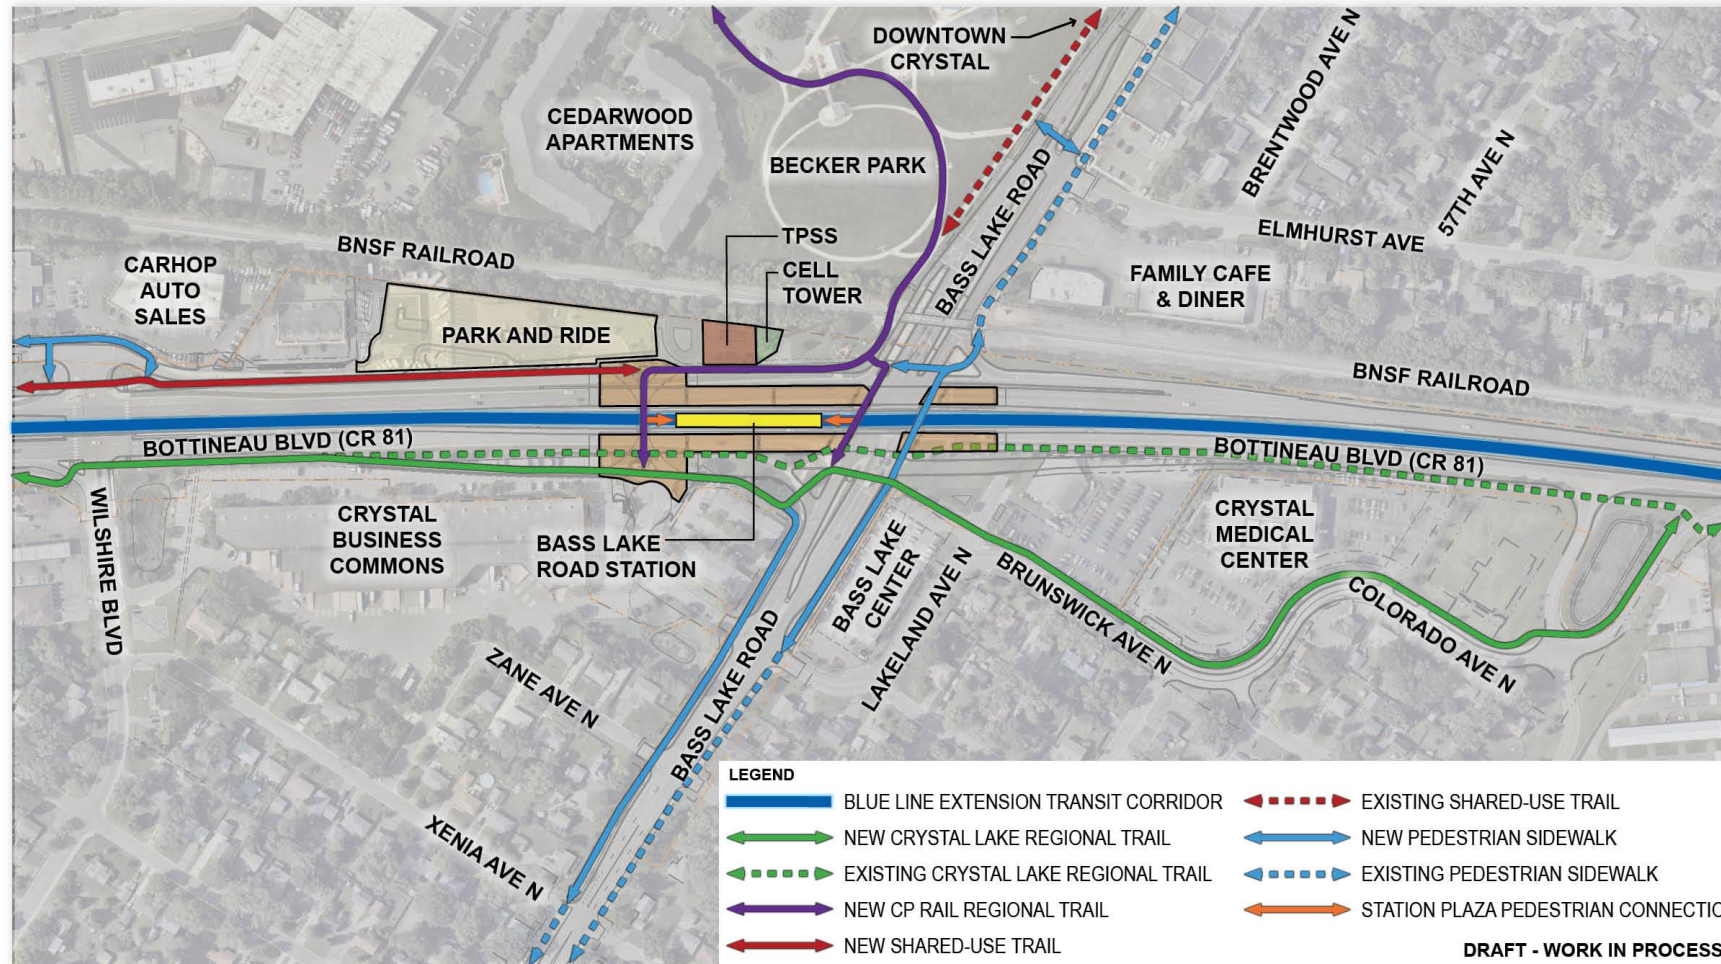 DOWNTOWN
CRYSTAL
BRENTWOOD AVE N
CEDARWOOD
APARTMENTS
BECKER PARK
57TH AVE N
BASS LAKE ROAD
ELMHURST AVE
TPSS
BNSF RAILROAD
CELL
TOWER
CARHOP
AUTO
SALES
FAMILY CAFE
& DINER
PARK AND RIDE
BNSF RAILROAD
BOTTINEAU BLVD (CR 81)
BOTTINEAU BLVD (CR 81)
WILSHIRE BLVD
CRYSTAL
BUSINESS
COMMONS
BASS LAKE
ROAD STATION
BASS LAKE
CENTER
LAKELAND AVE N
BRUNSWICK AVE N
CRYSTAL
MEDICAL
CENTER
COLORADO AVE N
ZANE AVE N
BASS LAKE ROAD
XENIA AVE N
LEGEND
BLUE LINE EXTENSION TRANSIT CORRIDOR
NEW CRYSTAL LAKE REGIONAL TRAIL
EXISTING CRYSTAL LAKE REGIONAL TRAIL
NEW CP RAIL REGIONAL TRAIL
NEW SHARED-USE TRAIL
EXISTING SHARED-USE TRAIL
NEW PEDESTRIAN SIDEWALK
EXISTING PEDESTRIAN SIDEWALK
STATION PLAZA PEDESTRIAN CONNECTIO
DRAFT - WORK IN PROCESS